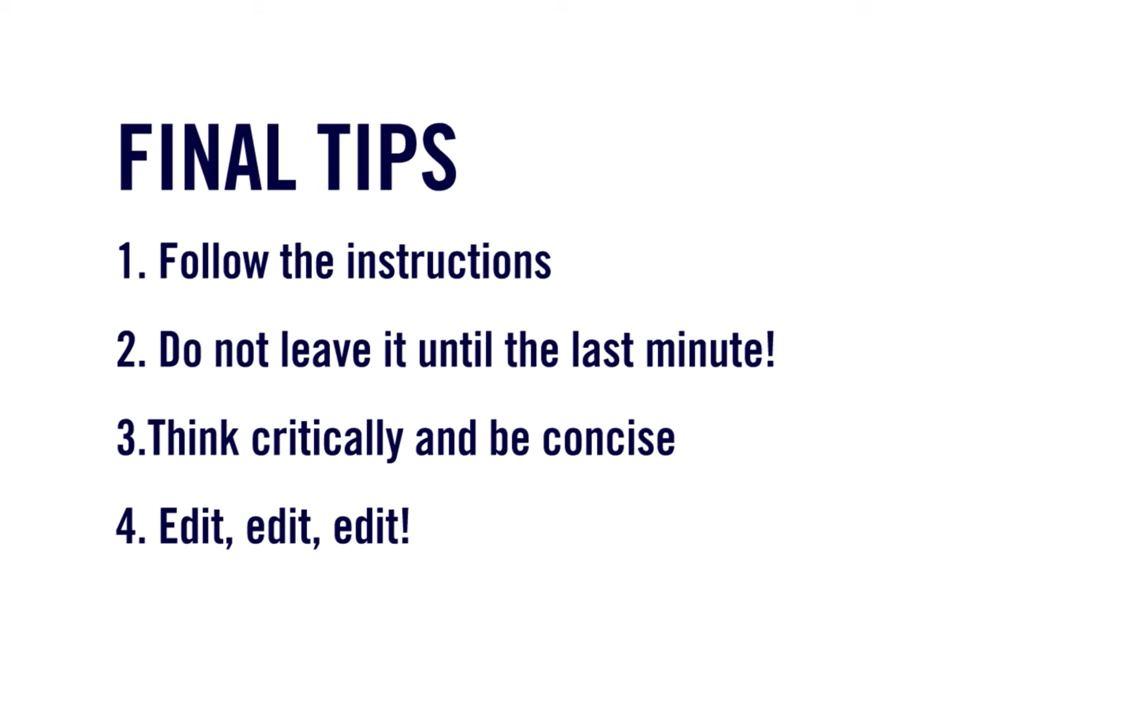 FINAL TIPS
1. Follow the instructions
2. Do not leave it until the last minute!
3.Think critically and be concise
4. Edit, edit, edit!